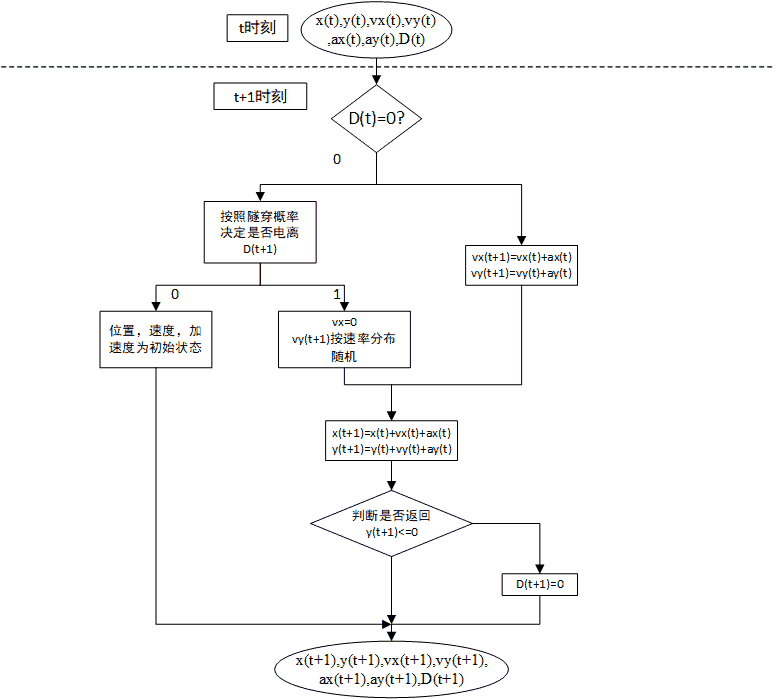 t时刻
x(t),y(t),vx(t),vy(t)
,ax(t),ay(t),D(t)
t+1时刻
D(t)=0?
0
按照隧穿概率
决定是否电离
D(t+1)
vx(t+1)=vx(t)+ax(t)
vy(t+1)=vy(t)+ay(t)
0
1
位置，速度，加
速度为初始状态
vx=0
vy(t+1)按速率分布
随机
x(t+1)=x(t)+vx(t)+ax(t)
y(t+1)=y(t)+vy(t)+ay(t)
判断是否返回
y(t+1)<=0
D(t+1)=0
x(t+1),y(t+1),vx(t+1),vy(t+1),
ax(t+1),ay(t+1),D(t+1)